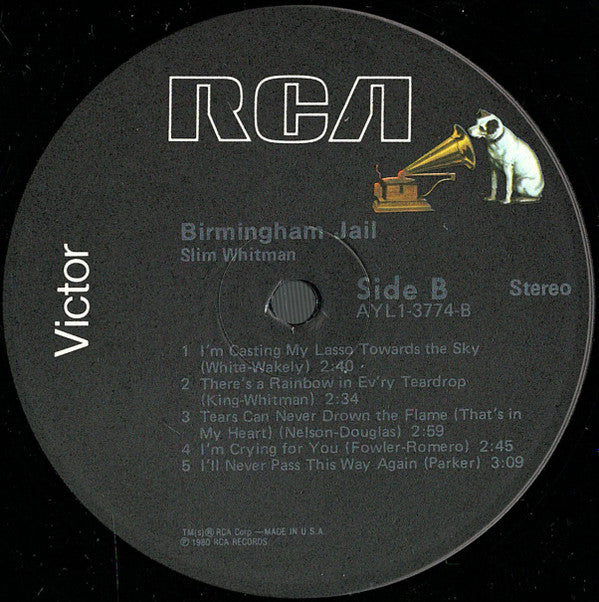 RCA
Victor
Birmingham Jail
Slim Whitman
Side B
Stereo
AYL1-3774-B
1 I'm Casting My Lasso Towards the Sky
(White-Wakely) 2:40
2 There's a Rainbow in Ev'ry Teardrop
(King-Whitman) 2:34
3 Tears Can Never Drown the Flame (That's in
My Heart) (Nelson-Douglas) 2:59
4 I'm Crying for You (Fowler-Romero) 2:45
5 I'll Never Pass This Way Again (Parker) 3:09
TM(s)® RCA Corp — MADE IN U.S.A.
℗ 1980 RCA RECORDS